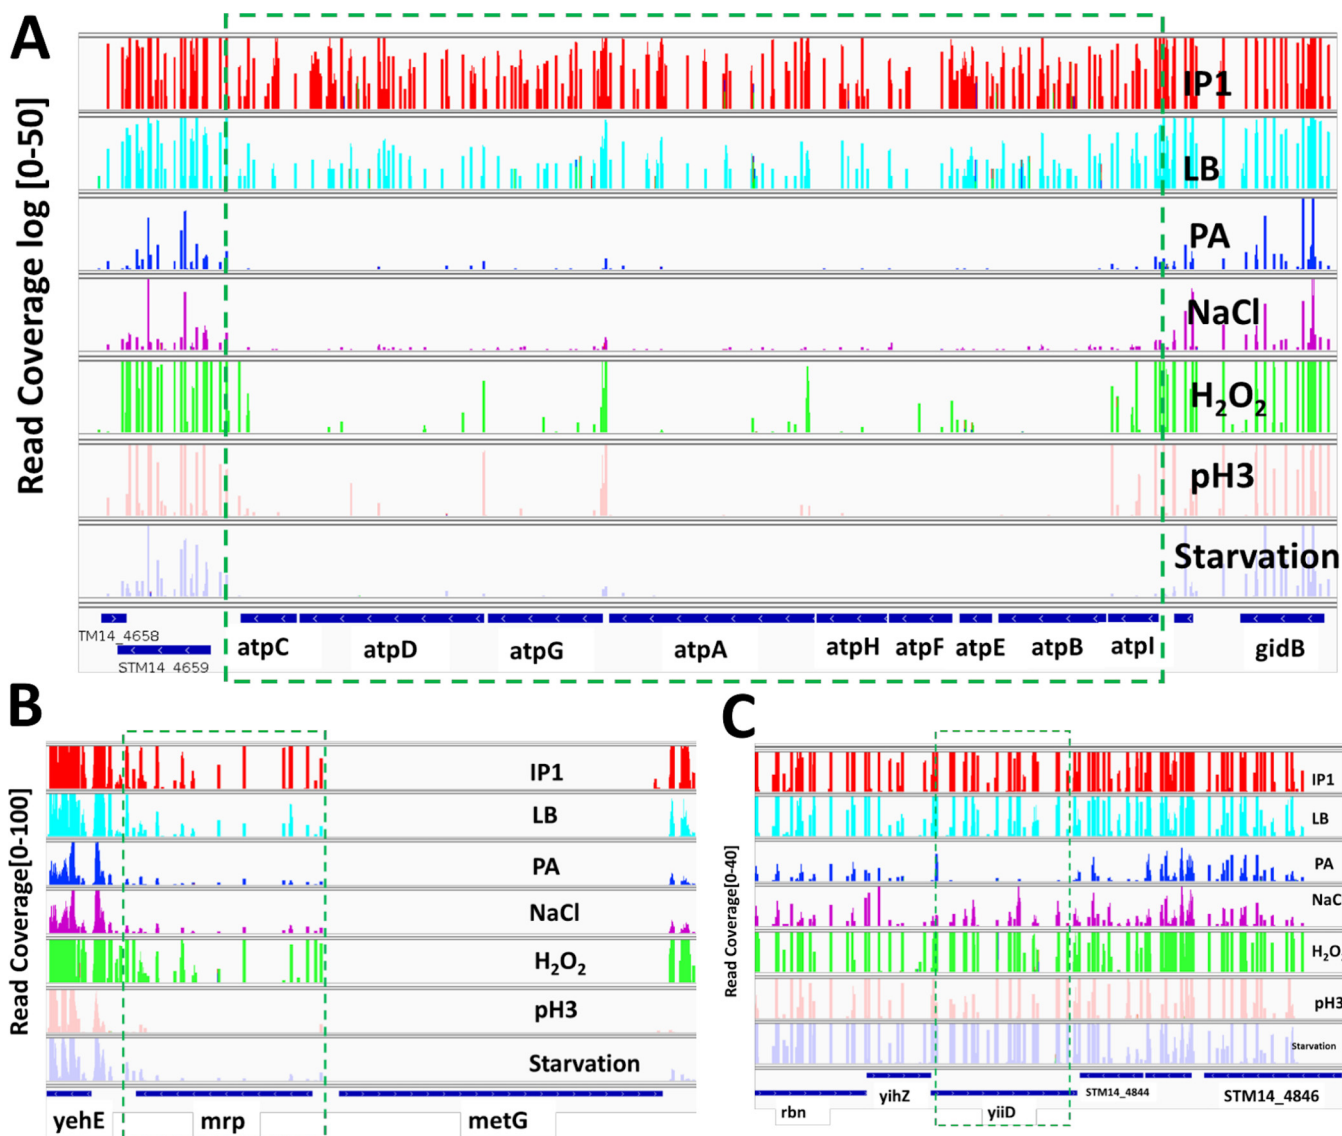 A
Read Coverage log [0-50]
IP1
LB
PA
NaCl
H₂O₂
pH3
Starvation
TM14_4658
STM14_4659
atpC atpD atpG atpA atpH atpF atpE atpB atpI gidB
B
Read Coverage[0-100]
IP1
LB
PA
NaCl
H₂O₂
pH3
Starvation
yehE mrp metG
C
Read Coverage[0-40]
IP1
LB
PA
NaC
H₂O
pH3
Starvation
rbn yihZ yiiD STM14_4844 STM14_4846